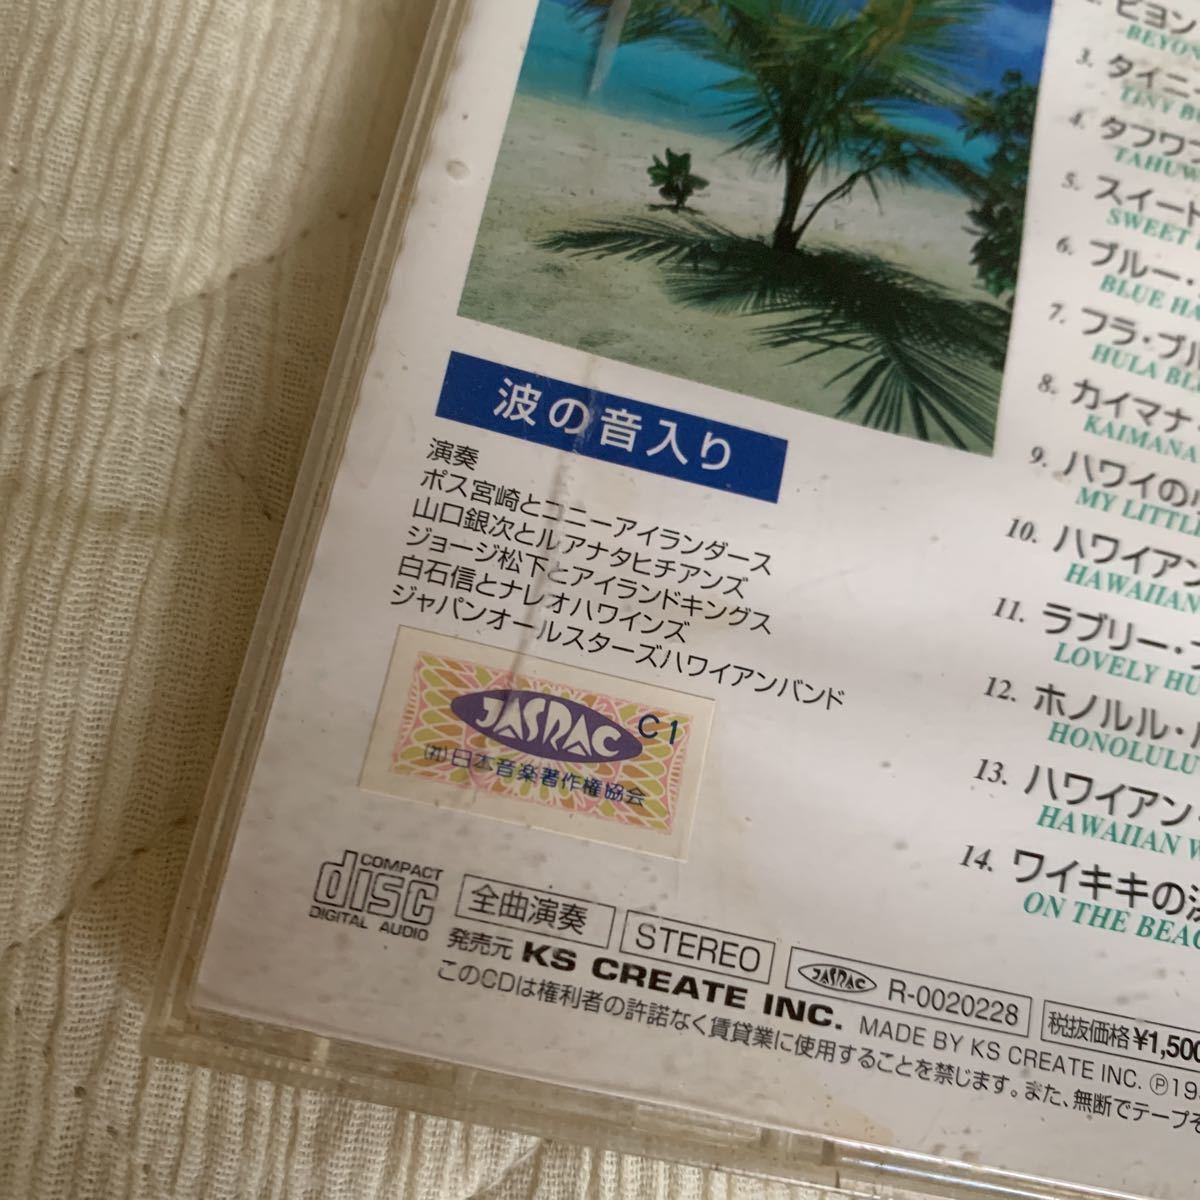 波の音入り
演奏
ポス宮崎とコニーアイランダース
山口銀次とルアナタヒチアンズ
ジョージ松下とアイランドキングス
白石信とナレオハワインズ
ジャパンオールスターズハワイアンバンド
JASRAC C1
(社)日本音楽著作権協会
COMPACT
disc
DIGITAL AUDIO
全曲演奏
STEREO
JASRAC R-0020228
税抜価格¥1,500
発売元 KS CREATE INC. MADE BY KS CREATE INC. Ⓟ19
このCDは権利者の許諾なく賃貸業に使用することを禁じます。また、無断でテープそ
ビヨン
BEYON
3. タイニー
TINY B
4. タフワ
TAHUW
5. スイート
SWEET
6. ブルー・
BLUE HA
7. フラ・ブル
HULA BL
8. カイマナ・
KAIMANA
9. ハワイの
MY LITTL
10. ハワイアン
HAWAIIAN
11. ラブリー・フ
LOVELY HU
12. ホノルル・
HONOLULU
13. ハワイアン・
HAWAIIAN W
14. ワイキキの
ON THE BEAC